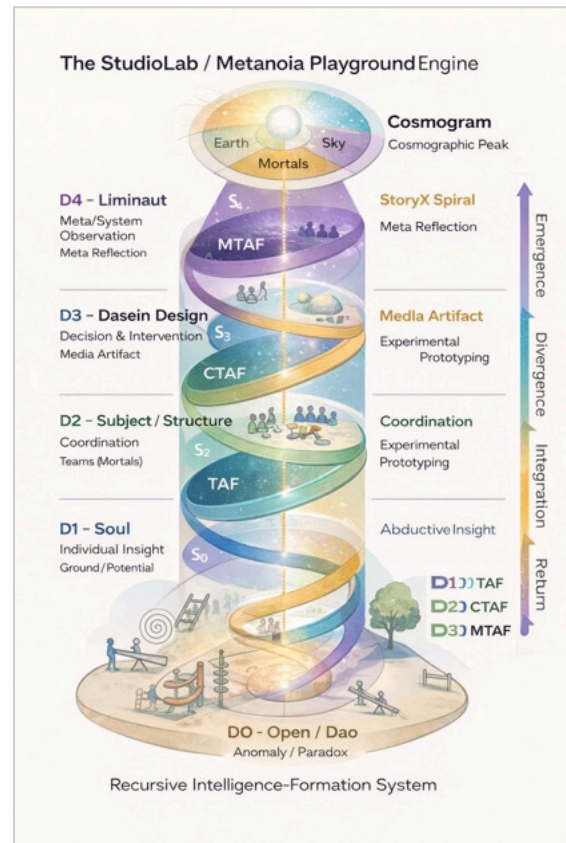 The StudioLab / Metanoia Playground Engine
Cosmogram
Cosmographic Peak
Earth
Sky
Mortals
D4 – Liminaut
Meta/System
Observation
Meta Reflection
S4
MTAF
StoryX Spiral
Meta Reflection
D3 – Dasein Design
Decision & Intervention
Media Artifact
S3
CTAF
Media Artifact
Experimental
Prototyping
D2 – Subject / Structure
Coordination
Teams (Mortals)
S2
TAF
Coordination
Experimental
Prototyping
D1 – Soul
Individual Insight
Ground/Potential
S0
Abductive Insight
D1 TAF
D2 CTAF
D3 MTAF
Emergence
Divergence
Integration
Return
DO - Open / Dao
Anomaly / Paradox
Recursive Intelligence-Formation System